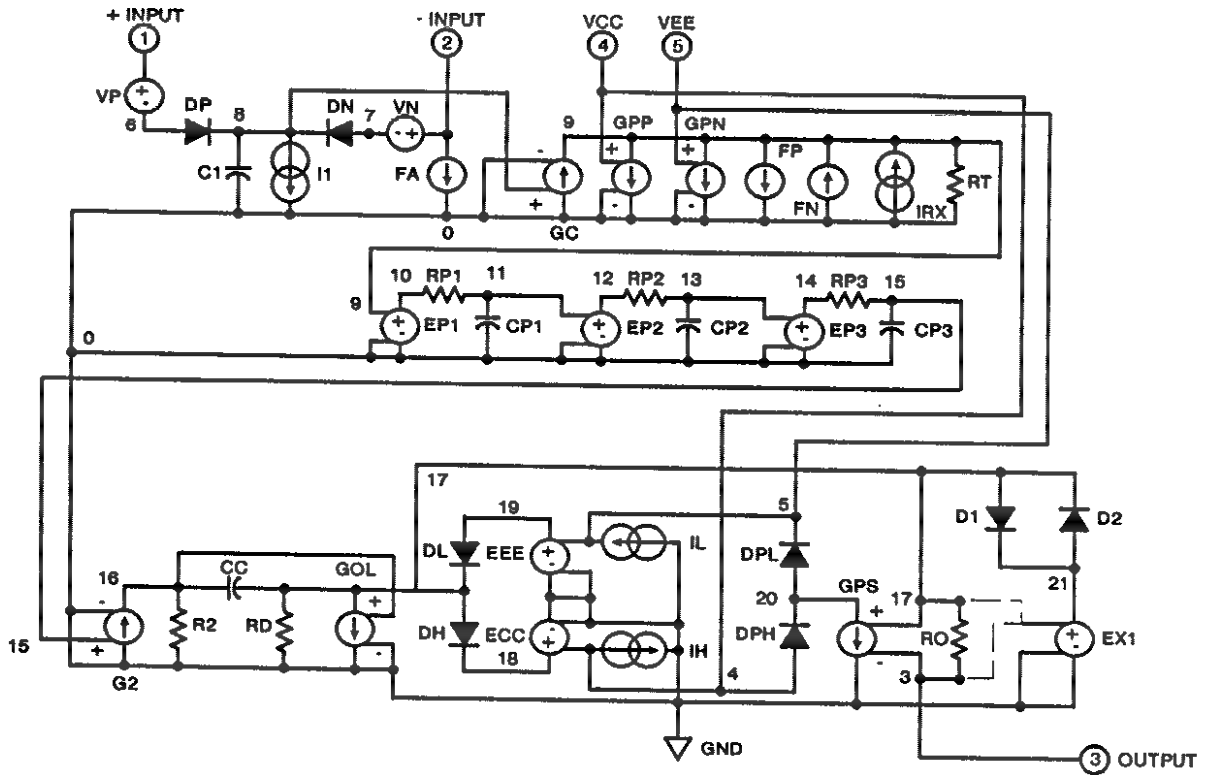 + INPUT
1
- INPUT
2
VCC
4
VEE
5
VP
+
-
6
DP
8
DN
7
VN
- +
9
GPP
GPN
C1
I1
FA
-
+
+
-
+
-
FP
FN
IRX
RT
0
GC
10
RP1
11
12
RP2
13
14
RP3
15
9
+
-
EP1
CP1
+
-
EP2
CP2
+
-
EP3
CP3
0
17
19
5
D1
D2
DL
EEE
+
-
IL
DPL
21
16
CC
GOL
20
GPS
17
-
+
R2
RD
+
-
DH
ECC
-
+
DPH
+
-
RO
+
-
EX1
15
G2
18
IH
4
3
GND
3
OUTPUT